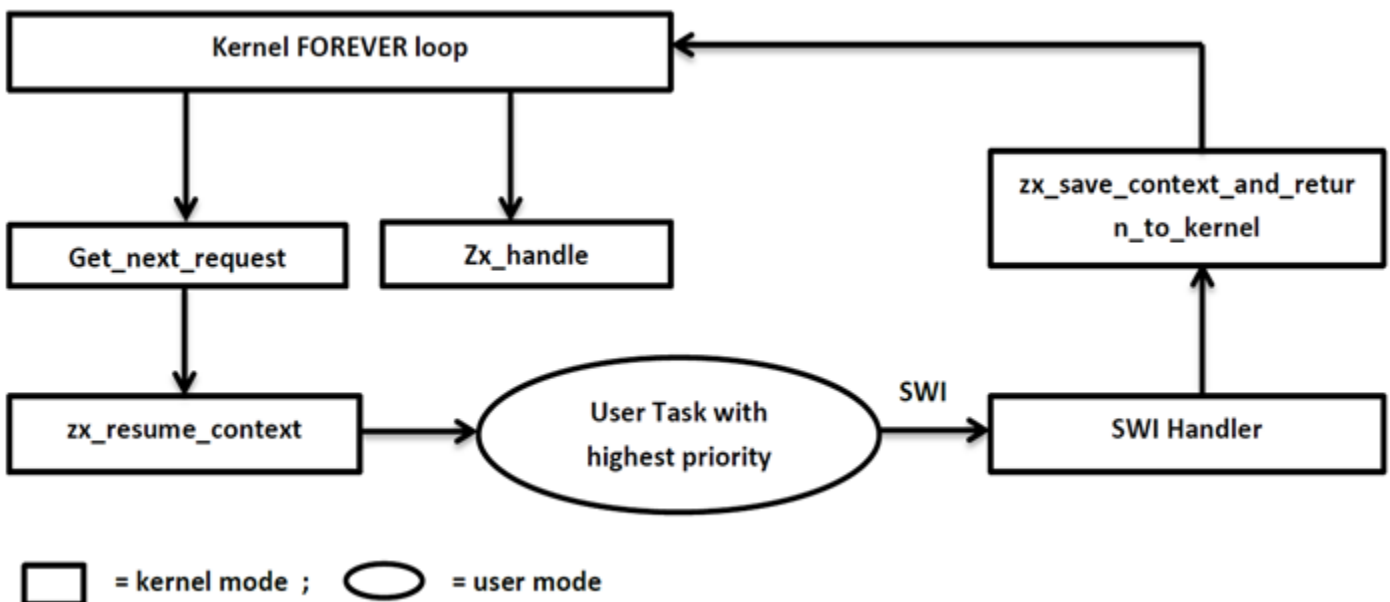 Kernel FOREVER loop
zx_save_context_and_retur
n_to_kernel
Get_next_request
Zx_handle
zx_resume_context
User Task with
highest priority
SWI
SWI Handler
= kernel mode ;
= user mode